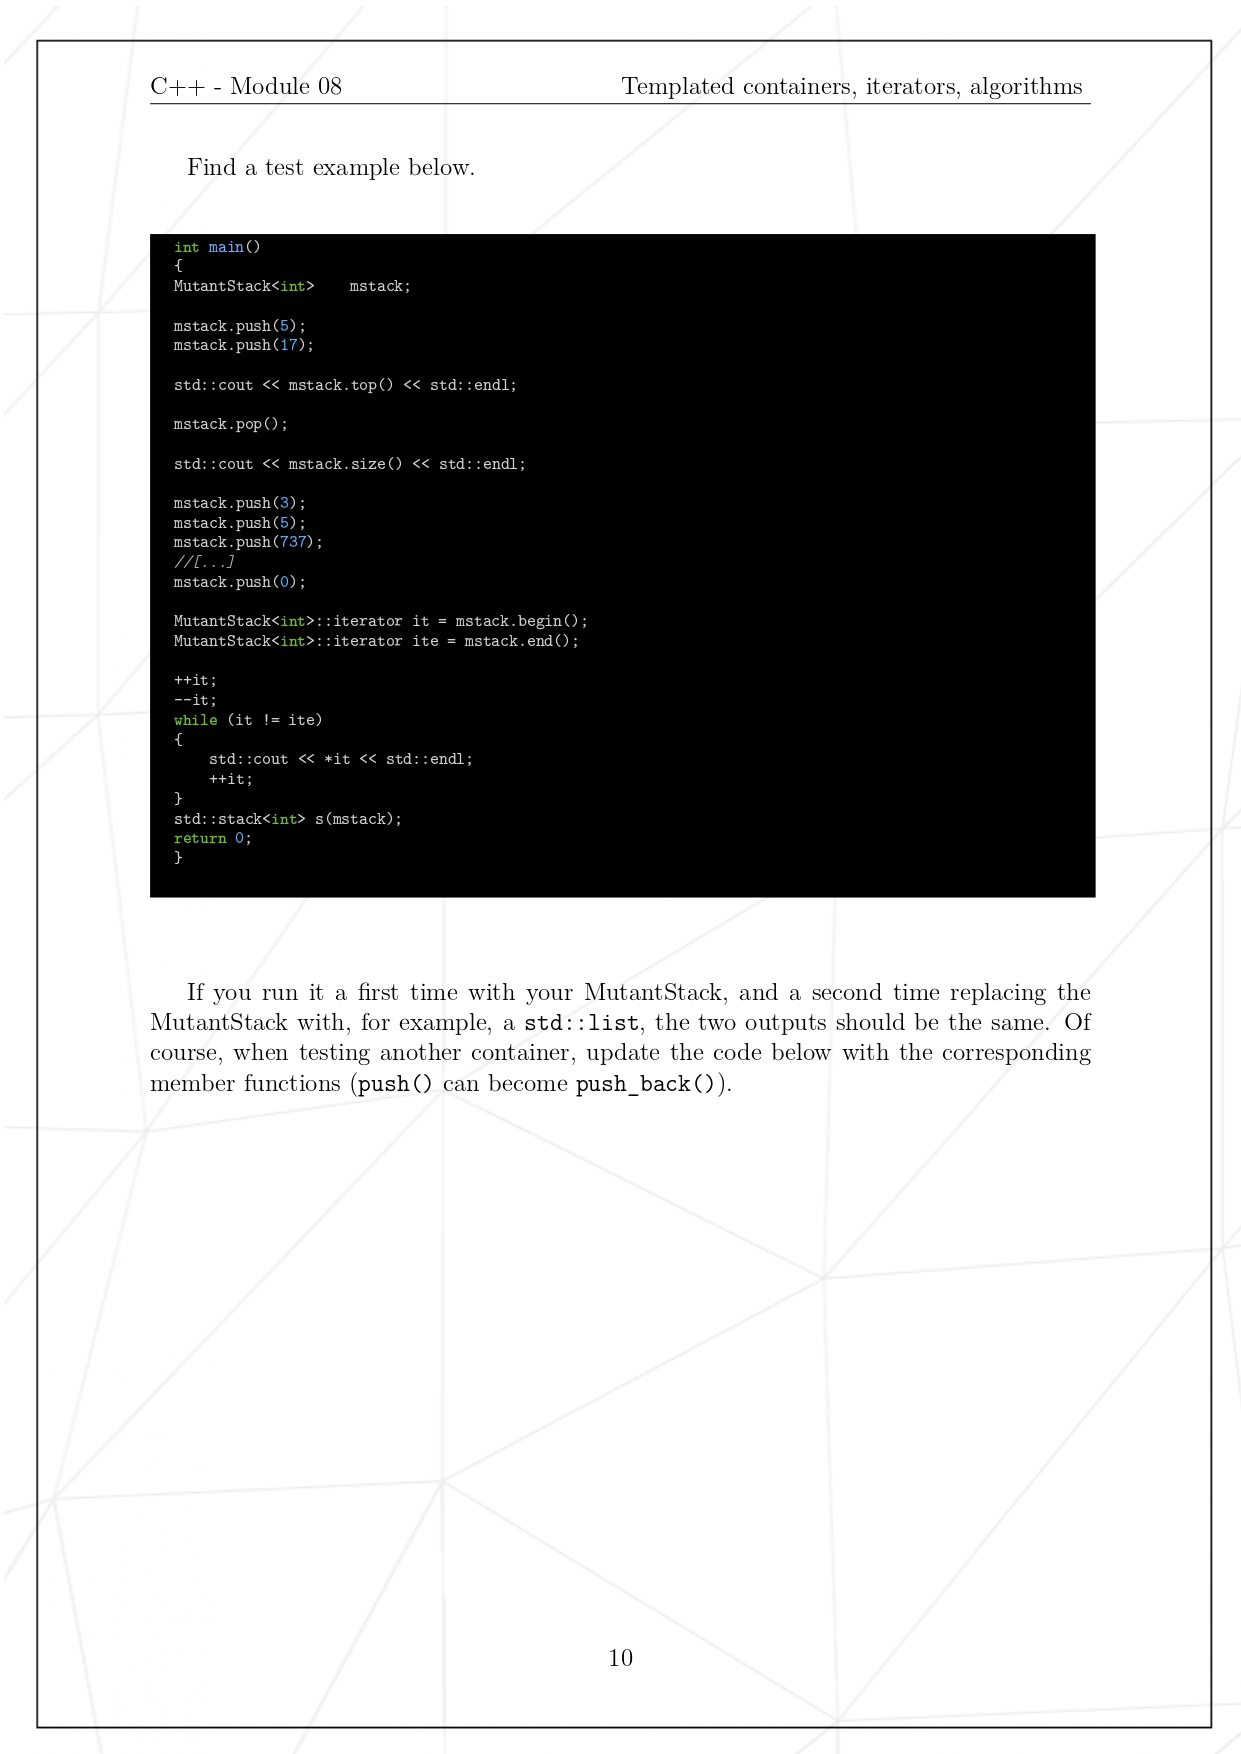 C++ - Module 08 Templated containers, iterators, algorithms
Find a test example below.
int main()
{
MutantStack<int>    mstack;
mstack.push(5);
mstack.push(17);
std::cout << mstack.top() << std::endl;
mstack.pop();
std::cout << mstack.size() << std::endl;
mstack.push(3);
mstack.push(5);
mstack.push(737);
//[...]
mstack.push(0);
MutantStack<int>::iterator it = mstack.begin();
MutantStack<int>::iterator ite = mstack.end();
++it;
--it;
while (it != ite)
{
    std::cout << *it << std::endl;
    ++it;
}
std::stack<int> s(mstack);
return 0;
}
If you run it a first time with your MutantStack, and a second time replacing the
MutantStack with, for example, a std::list, the two outputs should be the same. Of
course, when testing another container, update the code below with the corresponding
member functions (push() can become push_back()).
10